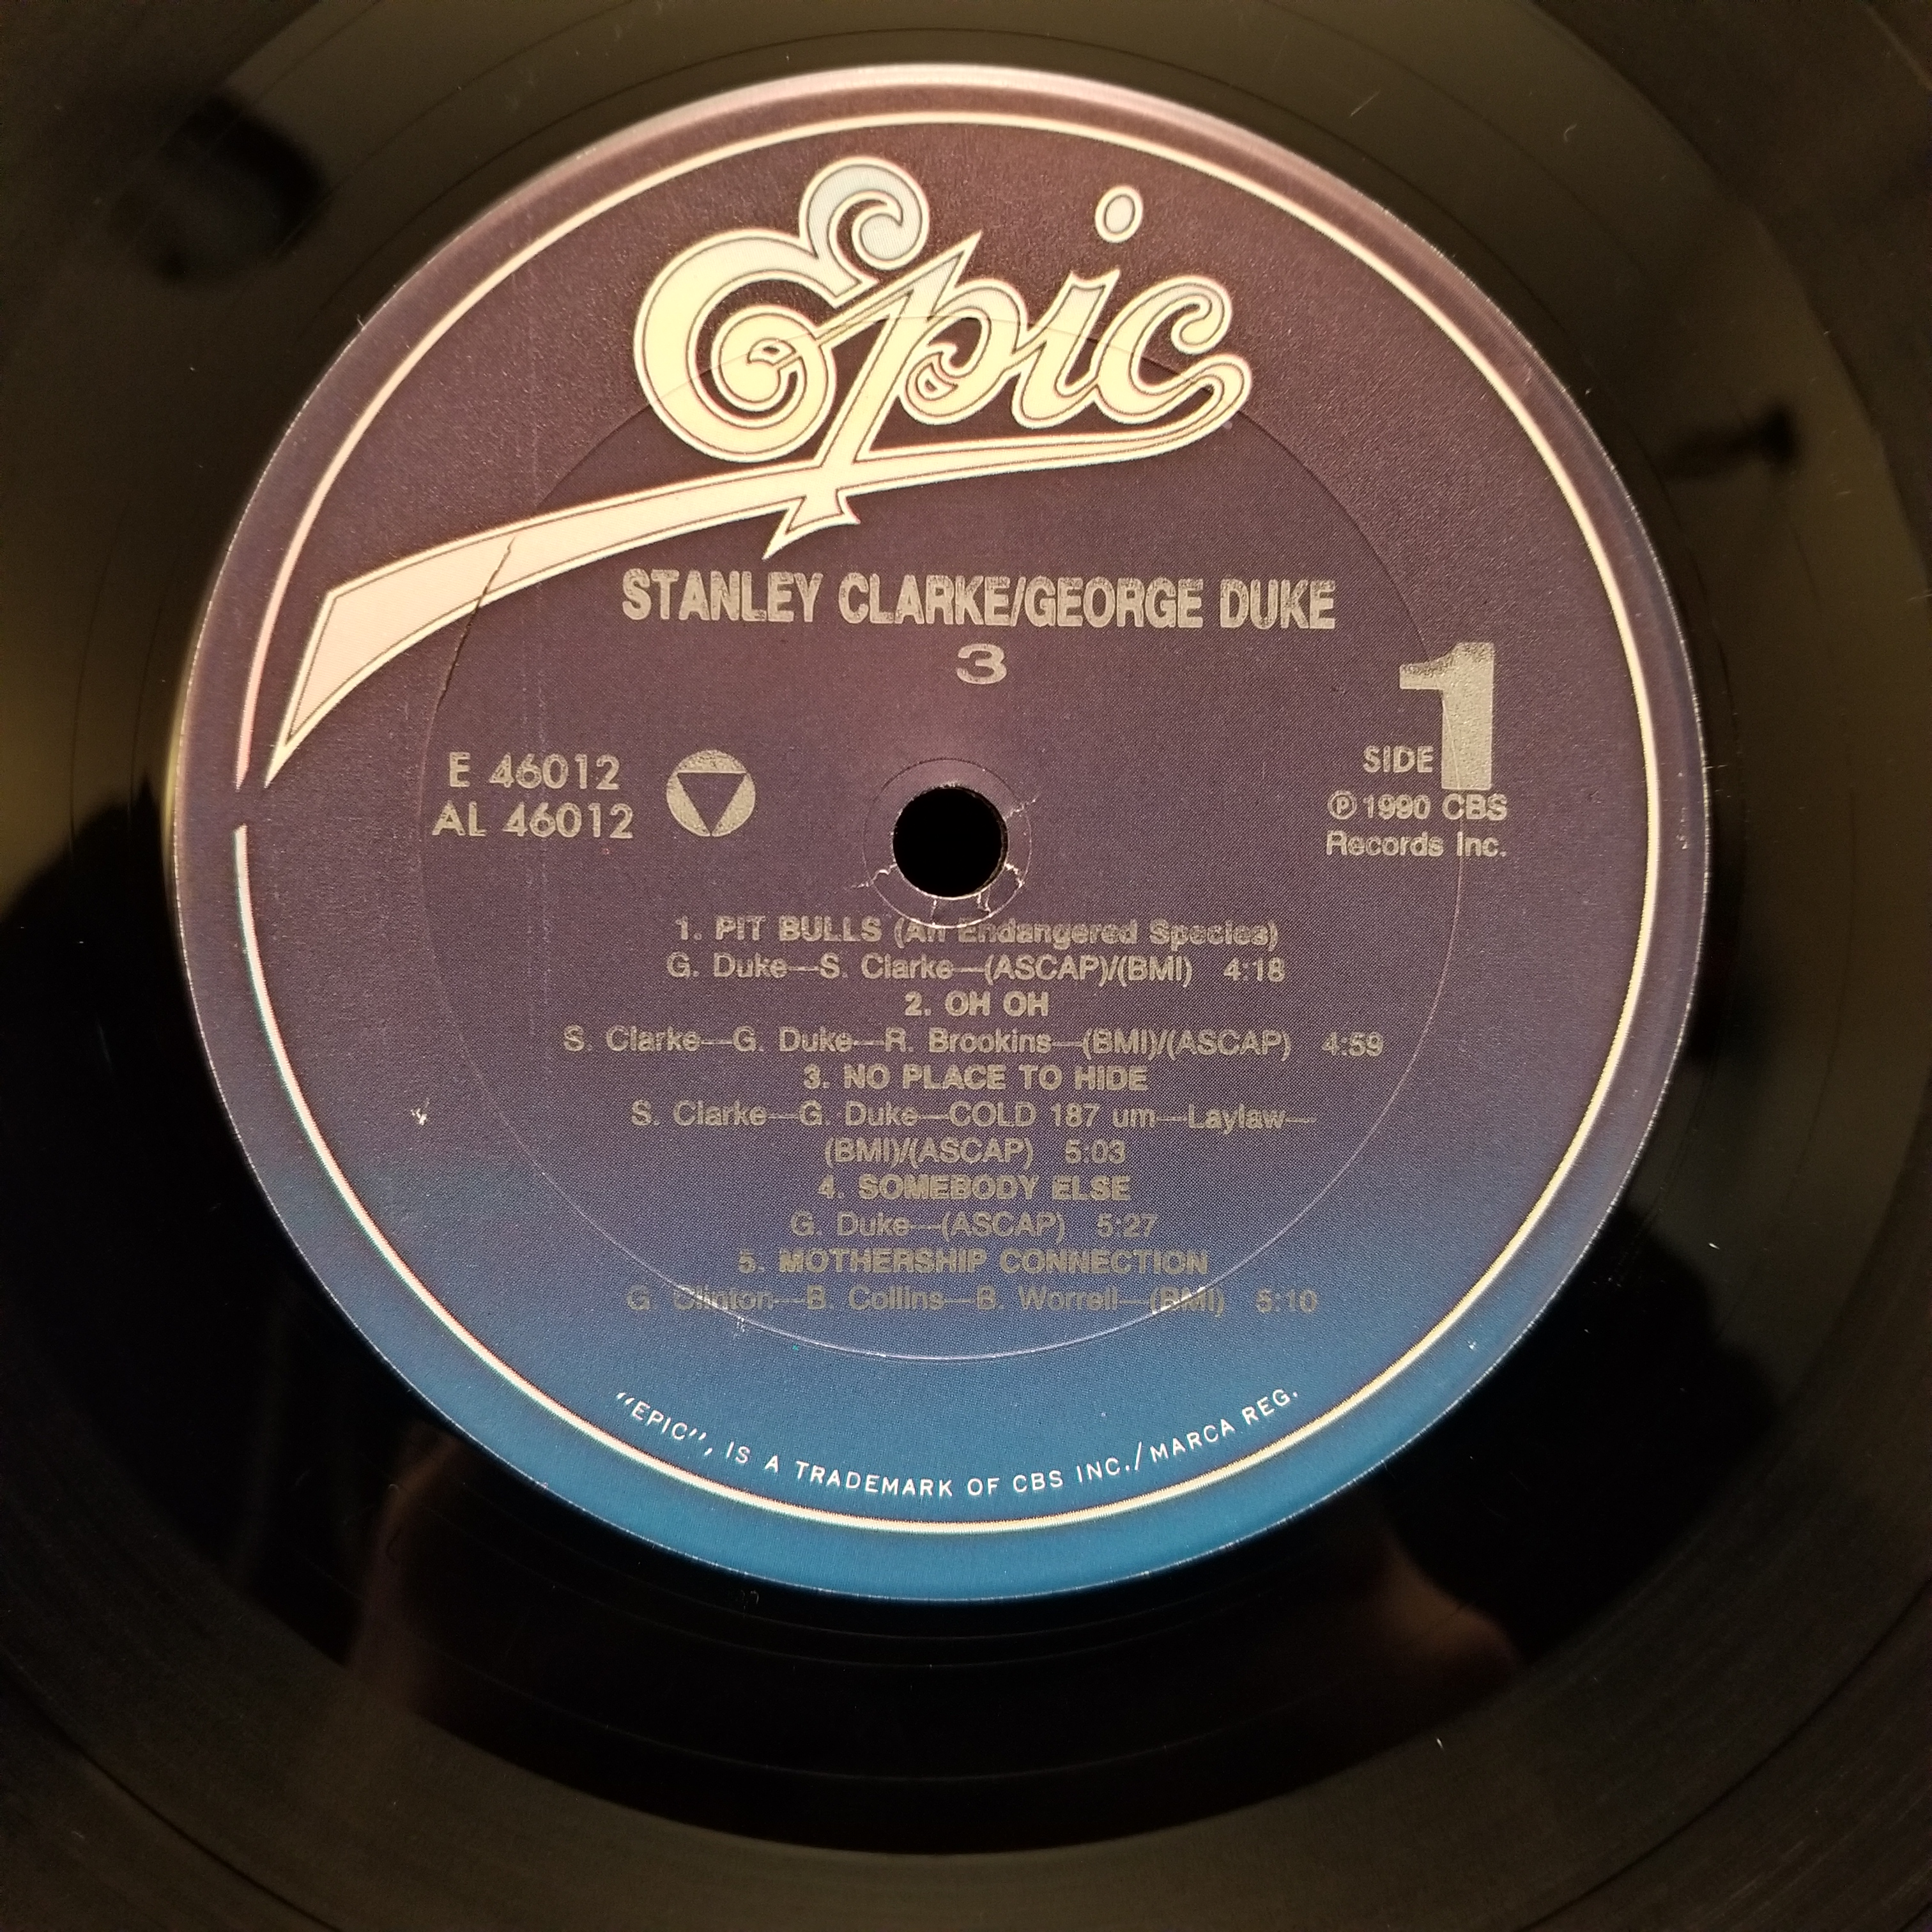 Epic
STANLEY CLARKE/GEORGE DUKE
3
E 46012
AL 46012
SIDE 1
℗ 1990 CBS
Records Inc.
1. PIT BULLS (An Endangered Species)
G. Duke—S. Clarke—(ASCAP)/(BMI) 4:18
2. OH OH
S. Clarke—G. Duke—R. Brookins—(BMI)/(ASCAP) 4:59
3. NO PLACE TO HIDE
S. Clarke—G. Duke—COLD 187 um—Laylaw—
(BMI)/(ASCAP) 5:03
4. SOMEBODY ELSE
G. Duke—(ASCAP) 5:27
5. MOTHERSHIP CONNECTION
G. Clinton—B. Collins—B. Worrell—(BMI) 5:10
"EPIC", IS A TRADEMARK OF CBS INC./MARCA REG.